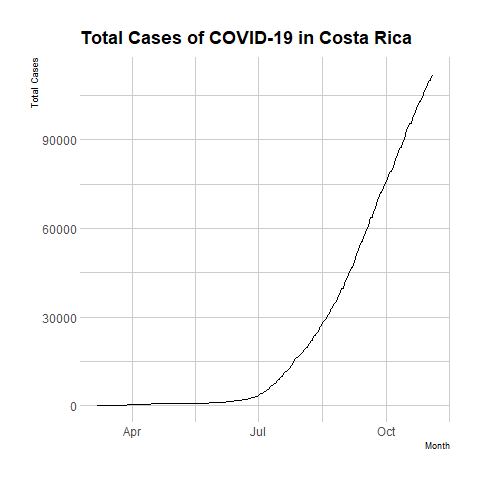 Total Cases of COVID-19 in Costa Rica
Total Cases
90000
60000
30000
0
Apr Jul Oct
Month